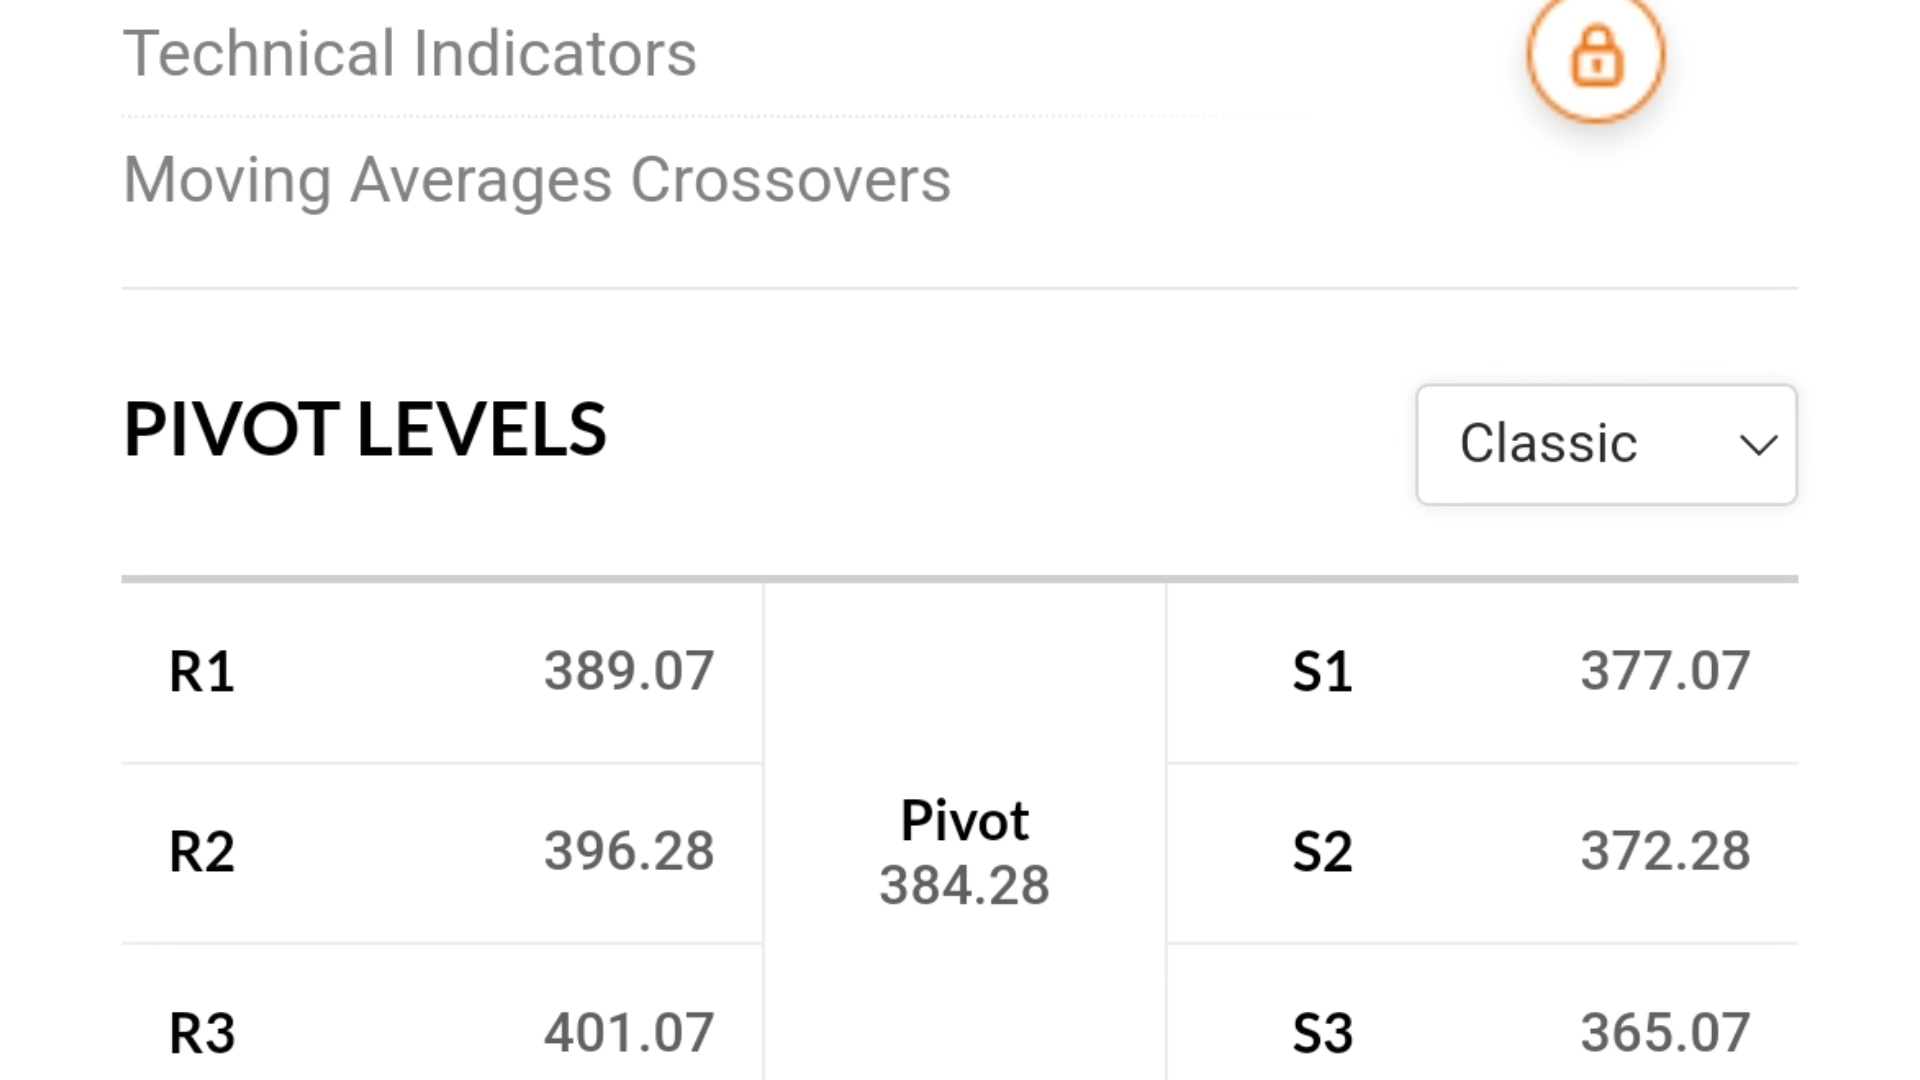 Technical Indicators
Moving Averages Crossovers
PIVOT LEVELS
Classic
R1 389.07
S1 377.07
R2 396.28
Pivot
384.28
S2 372.28
R3 401.07
S3 365.07